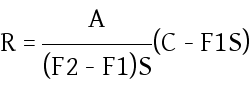 R = A / ((F2 - F1)S) (C - F1S)